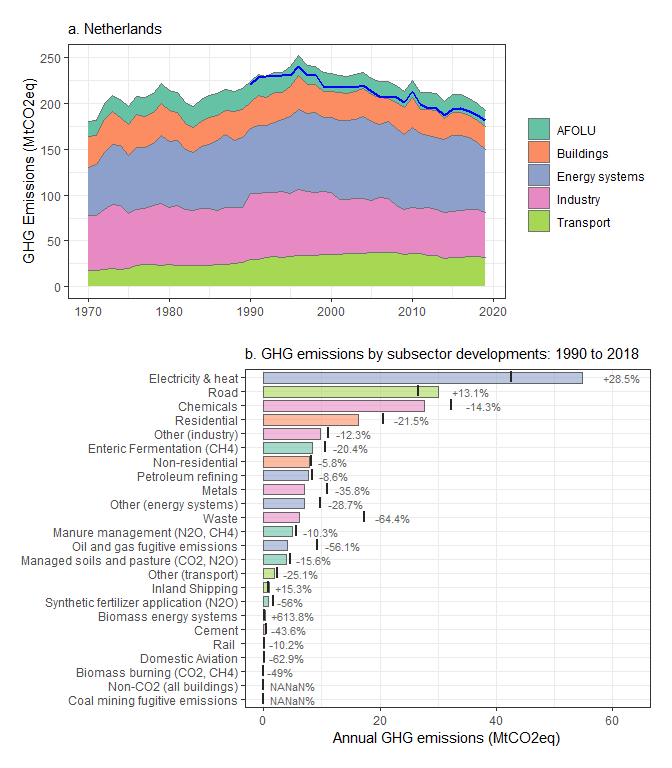 a. Netherlands
GHG Emissions (MtCO2eq)
250
200
150
100
50
0
1970 1980 1990 2000 2010 2020
AFOLU
Buildings
Energy systems
Industry
Transport
b. GHG emissions by subsector developments: 1990 to 2018
Electricity & heat +28.5%
Road +13.1%
Chemicals -14.3%
Residential -21.5%
Other (industry) -12.3%
Enteric Fermentation (CH4) -20.4%
Non-residential -5.8%
Petroleum refining -8.6%
Metals -35.8%
Other (energy systems) -28.7%
Waste -64.4%
Manure management (N2O, CH4) -10.3%
Oil and gas fugitive emissions -56.1%
Managed soils and pasture (CO2, N2O) -15.6%
Other (transport) -25.1%
Inland Shipping +15.3%
Synthetic fertilizer application (N2O) -56%
Biomass energy systems +613.8%
Cement -43.6%
Rail -10.2%
Domestic Aviation -62.9%
Biomass burning (CO2, CH4) -49%
Non-CO2 (all buildings) NANaN%
Coal mining fugitive emissions NANaN%
0 20 40 60
Annual GHG emissions (MtCO2eq)